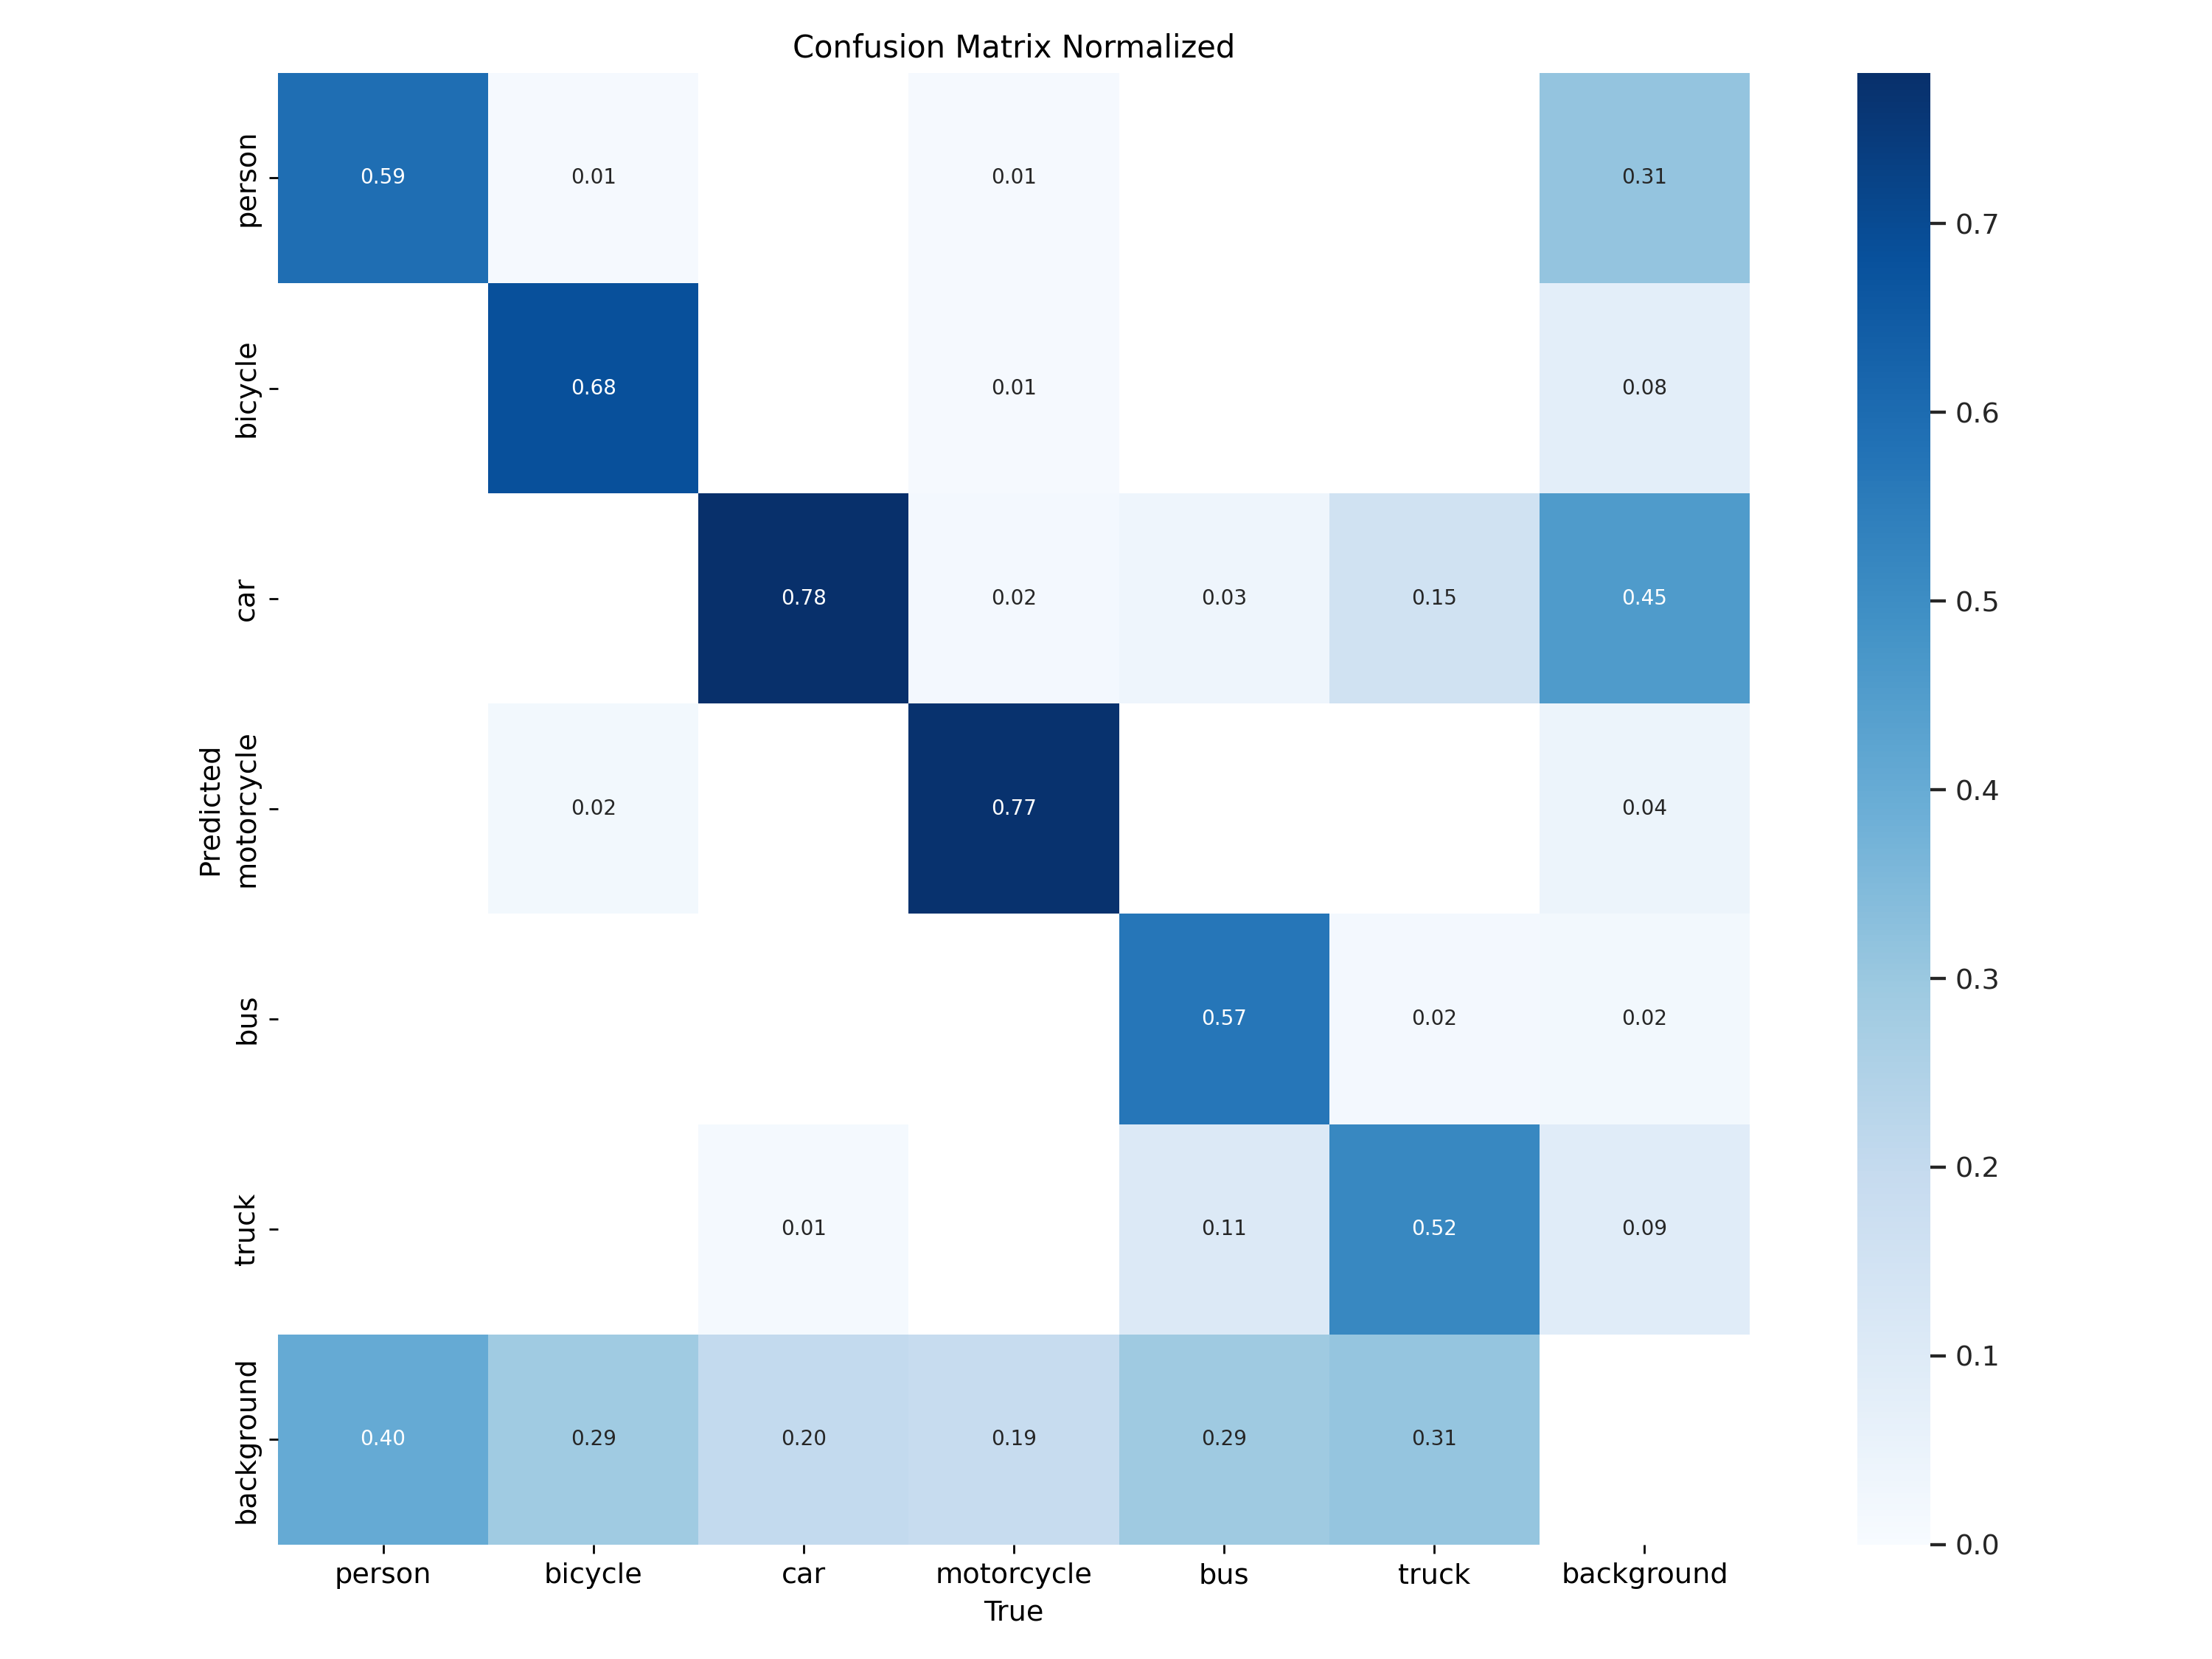 Confusion Matrix Normalized
person
0.59
0.01
0.01
0.31
0.7
bicycle
0.68
0.01
0.08
0.6
car
0.78
0.02
0.03
0.15
0.45
0.5
Predicted
motorcycle
0.02
0.77
0.04
0.4
bus
0.57
0.02
0.02
0.3
truck
0.01
0.11
0.52
0.09
0.2
0.1
background
0.40
0.29
0.20
0.19
0.29
0.31
0.0
person
bicycle
car
motorcycle
bus
truck
background
True